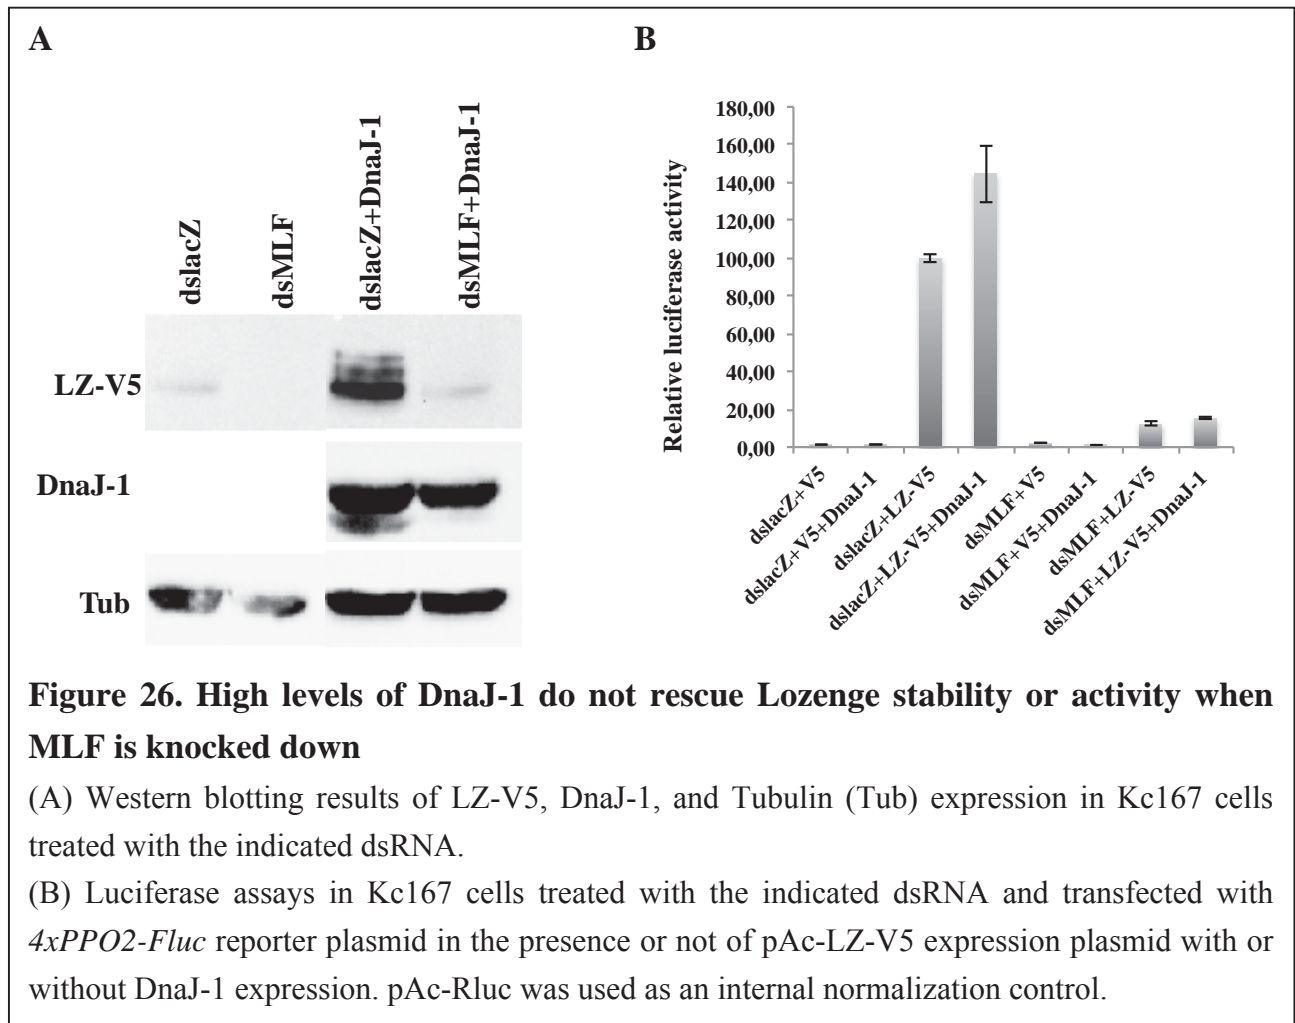 A
B
dslacZ
dsMLF
dslacZ+DnaJ-1
dsMLF+DnaJ-1
LZ-V5
DnaJ-1
Tub
Relative luciferase activity
180,00
160,00
140,00
120,00
100,00
80,00
60,00
40,00
20,00
0,00
dslacZ+V5
dslacZ+V5+DnaJ-1
dslacZ+LZ-V5
dslacZ+LZ-V5+DnaJ-1
dsMLF+V5
dsMLF+V5+DnaJ-1
dsMLF+LZ-V5
dsMLF+LZ-V5+DnaJ-1
Figure 26. High levels of DnaJ-1 do not rescue Lozenge stability or activity when
MLF is knocked down
(A) Western blotting results of LZ-V5, DnaJ-1, and Tubulin (Tub) expression in Kc167 cells
treated with the indicated dsRNA.
(B) Luciferase assays in Kc167 cells treated with the indicated dsRNA and transfected with
4xPPO2-Fluc reporter plasmid in the presence or not of pAc-LZ-V5 expression plasmid with or
without DnaJ-1 expression. pAc-Rluc was used as an internal normalization control.